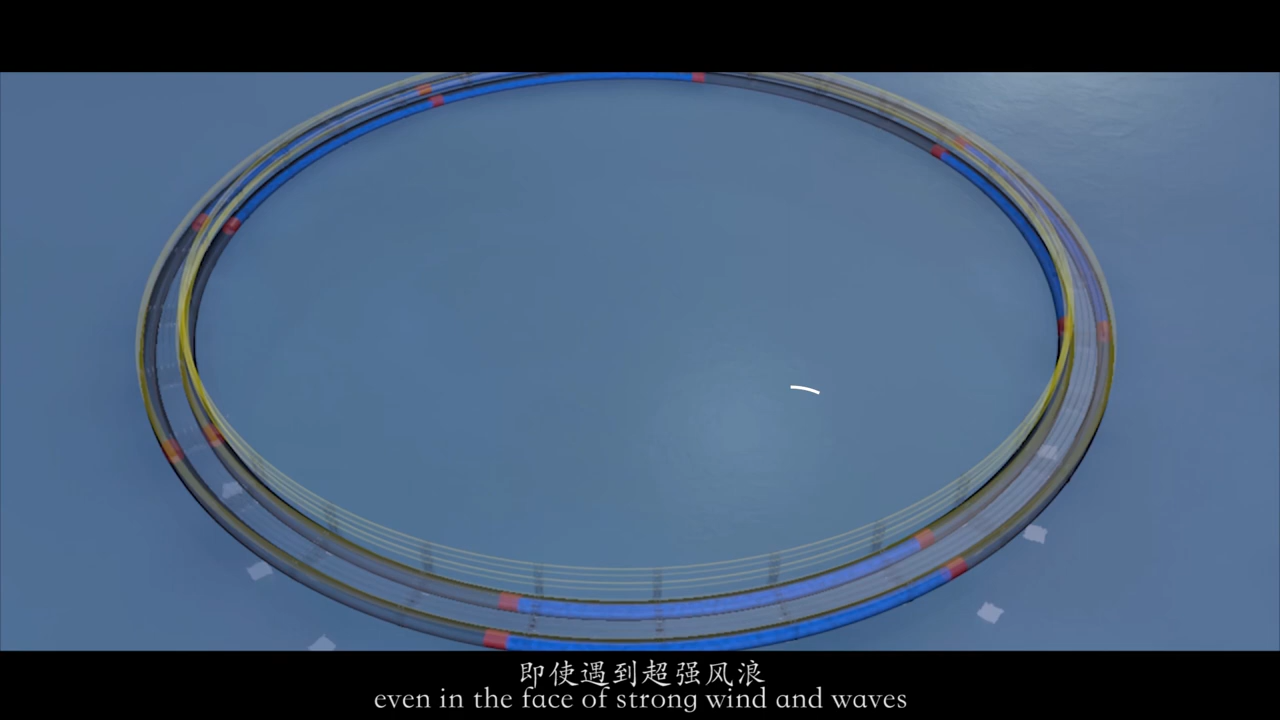 即使遇到超强风浪
even in the face of strong wind and waves